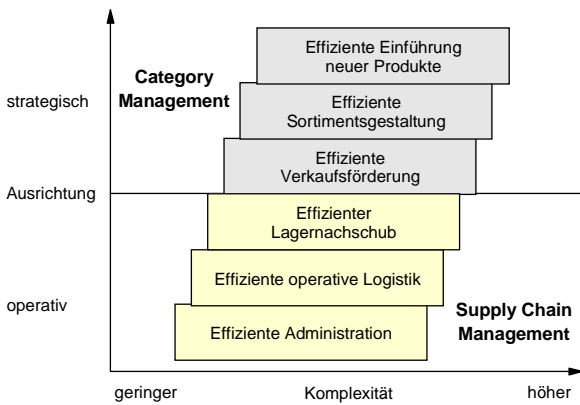 Effiziente Einführung
neuer Produkte
Category
Management
strategisch
Effiziente
Sortimentsgestaltung
Effiziente
Verkaufsförderung
Ausrichtung
Effizienter
Lagernachschub
Effiziente operative Logistik
operativ
Supply Chain
Management
Effiziente Administration
geringer
Komplexität
höher